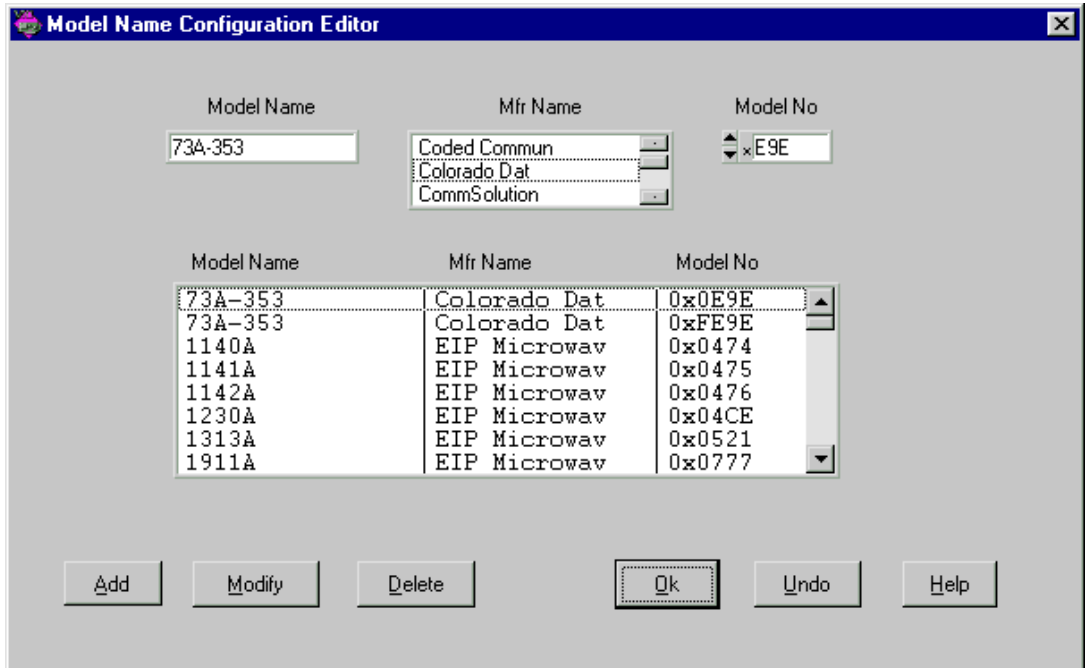 Model Name Configuration Editor
Model Name Mfr Name Model No
73A-353
Coded Commun
Colorado Dat
CommSolution
x E9E
Model Name Mfr Name Model No
73A-353 | Colorado Dat | 0x0E9E
73A-353 | Colorado Dat | 0xFE9E
1140A | EIP Microwav | 0x0474
1141A | EIP Microwav | 0x0475
1142A | EIP Microwav | 0x0476
1230A | EIP Microwav | 0x04CE
1313A | EIP Microwav | 0x0521
1911A | EIP Microwav | 0x0777
Add Modify Delete Ok Undo Help